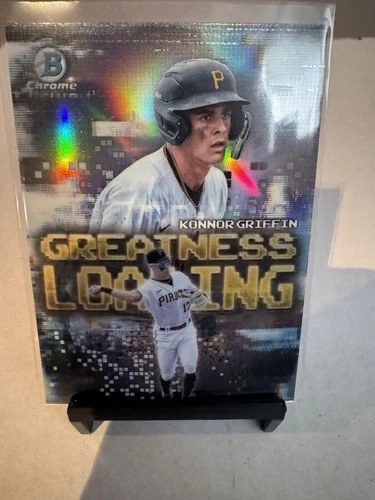 B
Chrome
P
KONNOR GRIFFIN
GREATNESS
LOADING
PIRATES